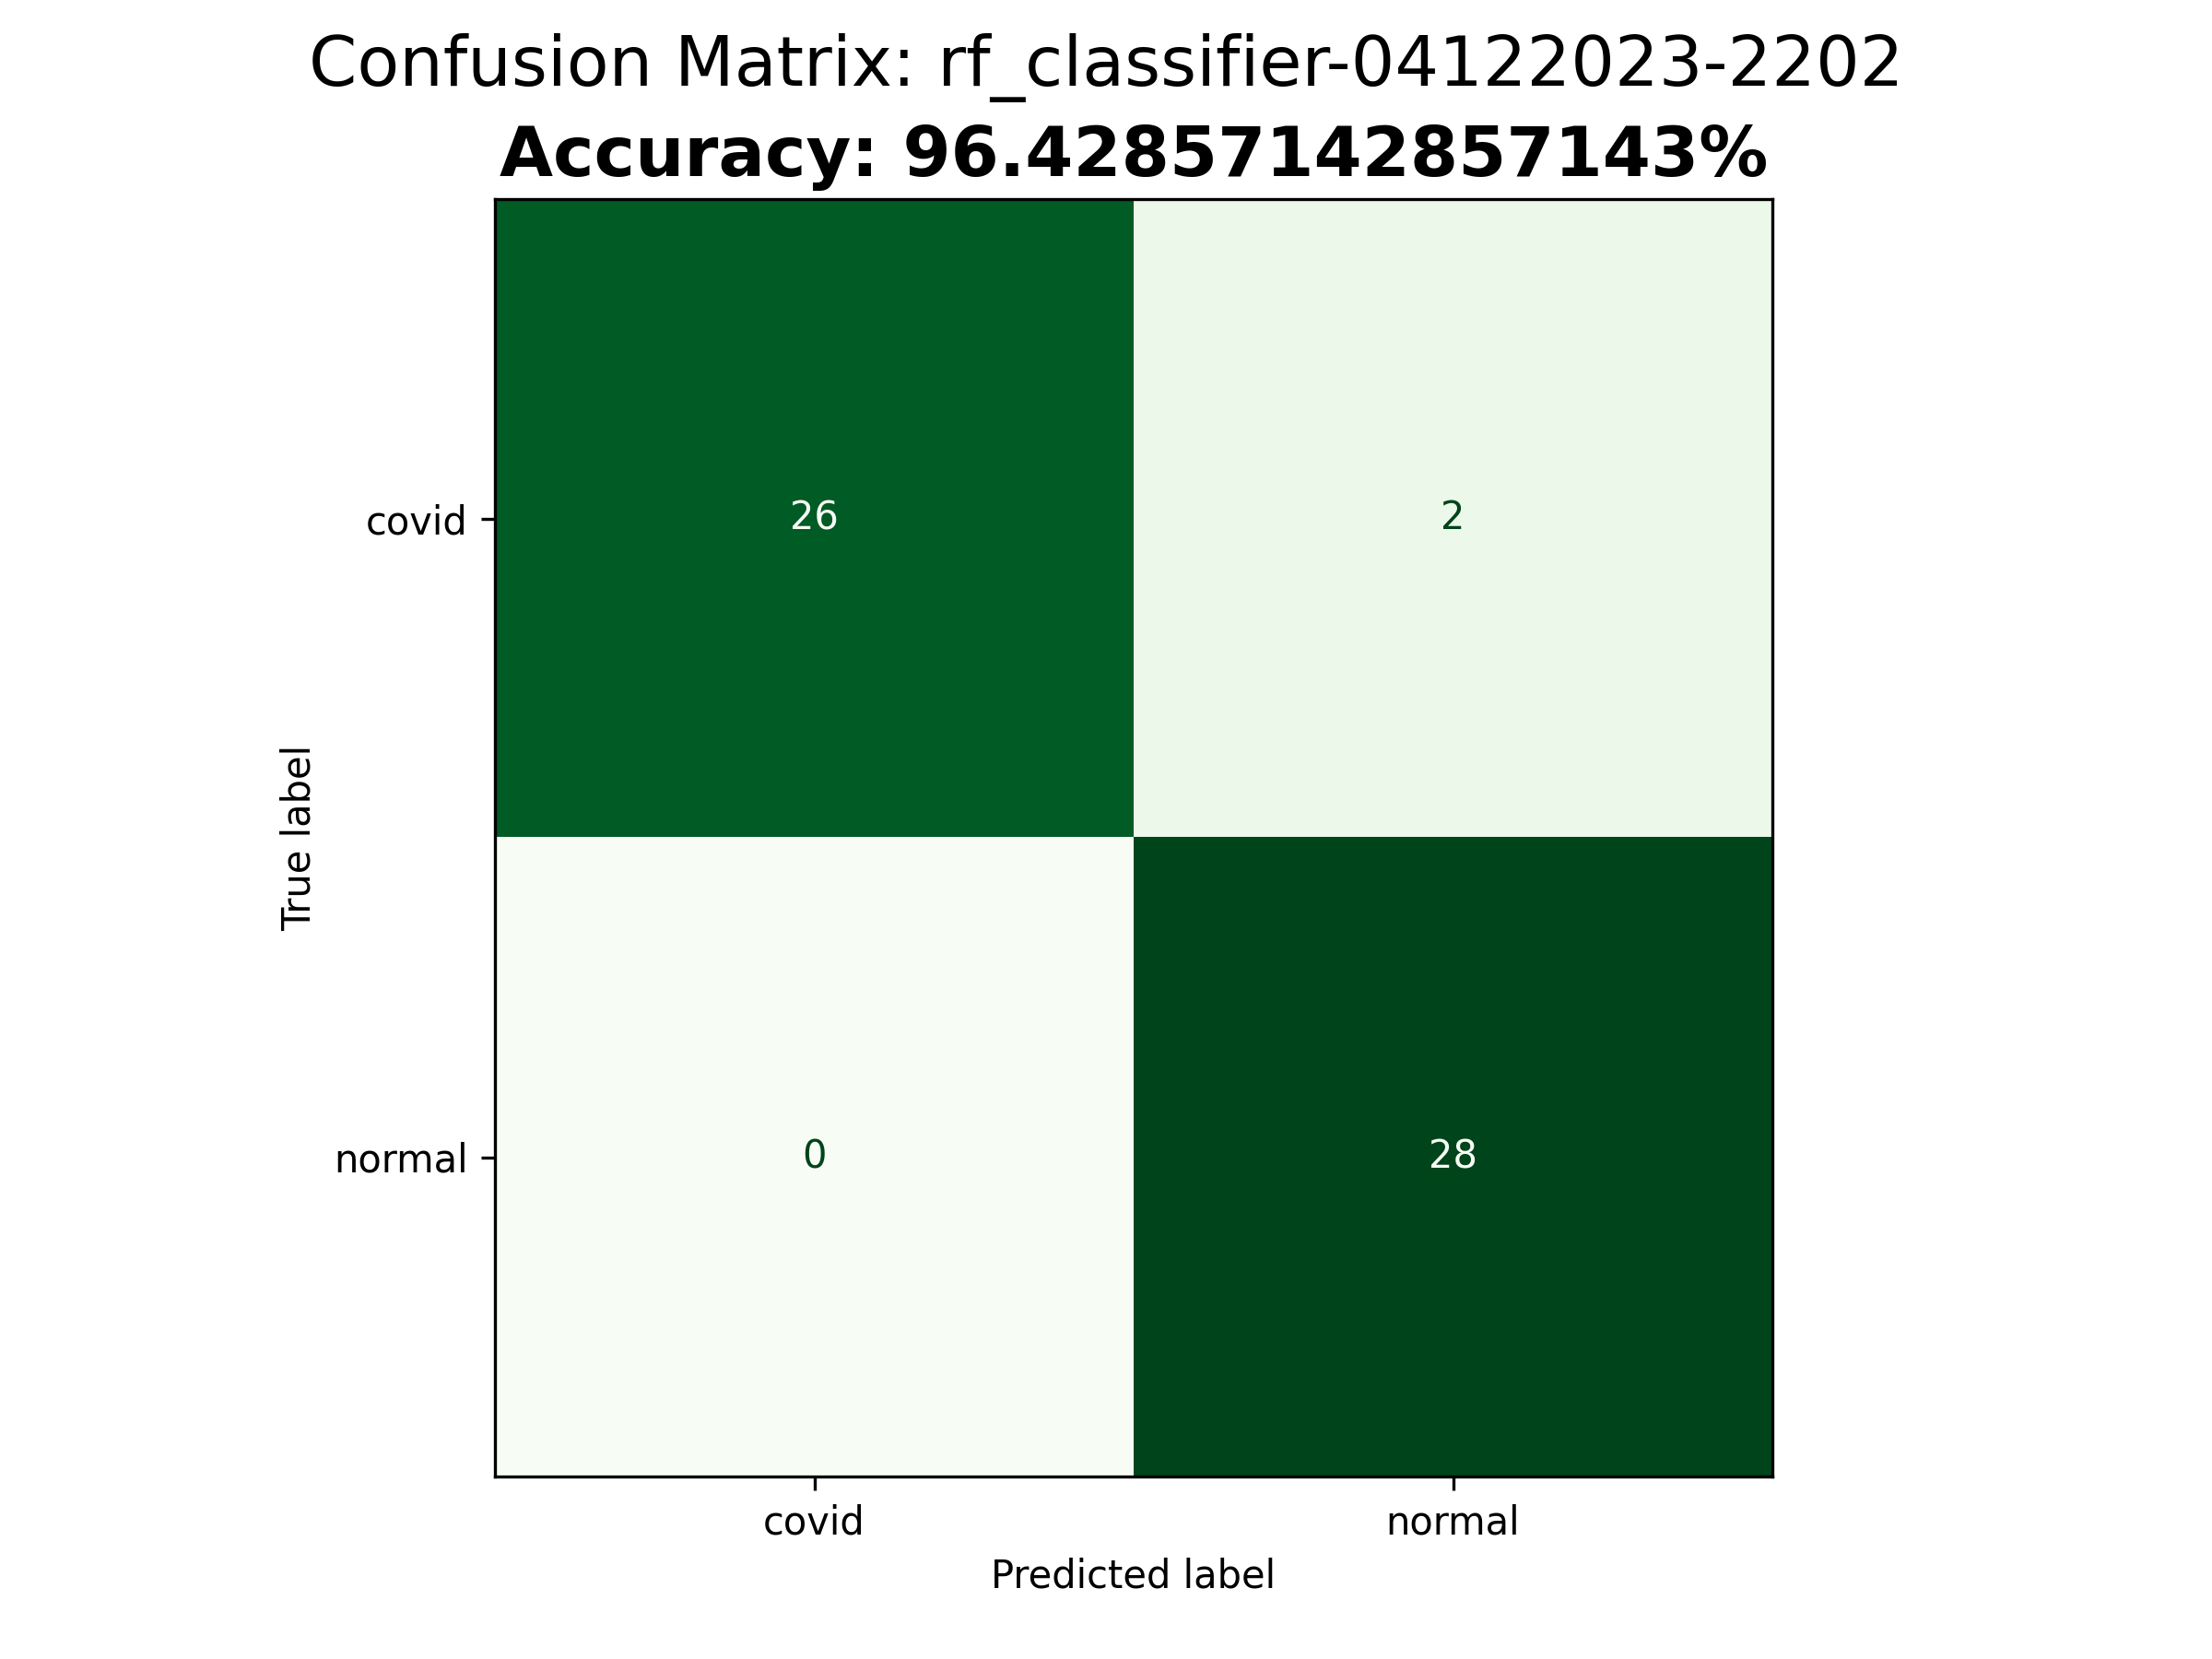 Confusion Matrix: rf_classifier-04122023-2202
Accuracy: 96.42857142857143%
True label
covid
26
2
normal
0
28
covid
normal
Predicted label